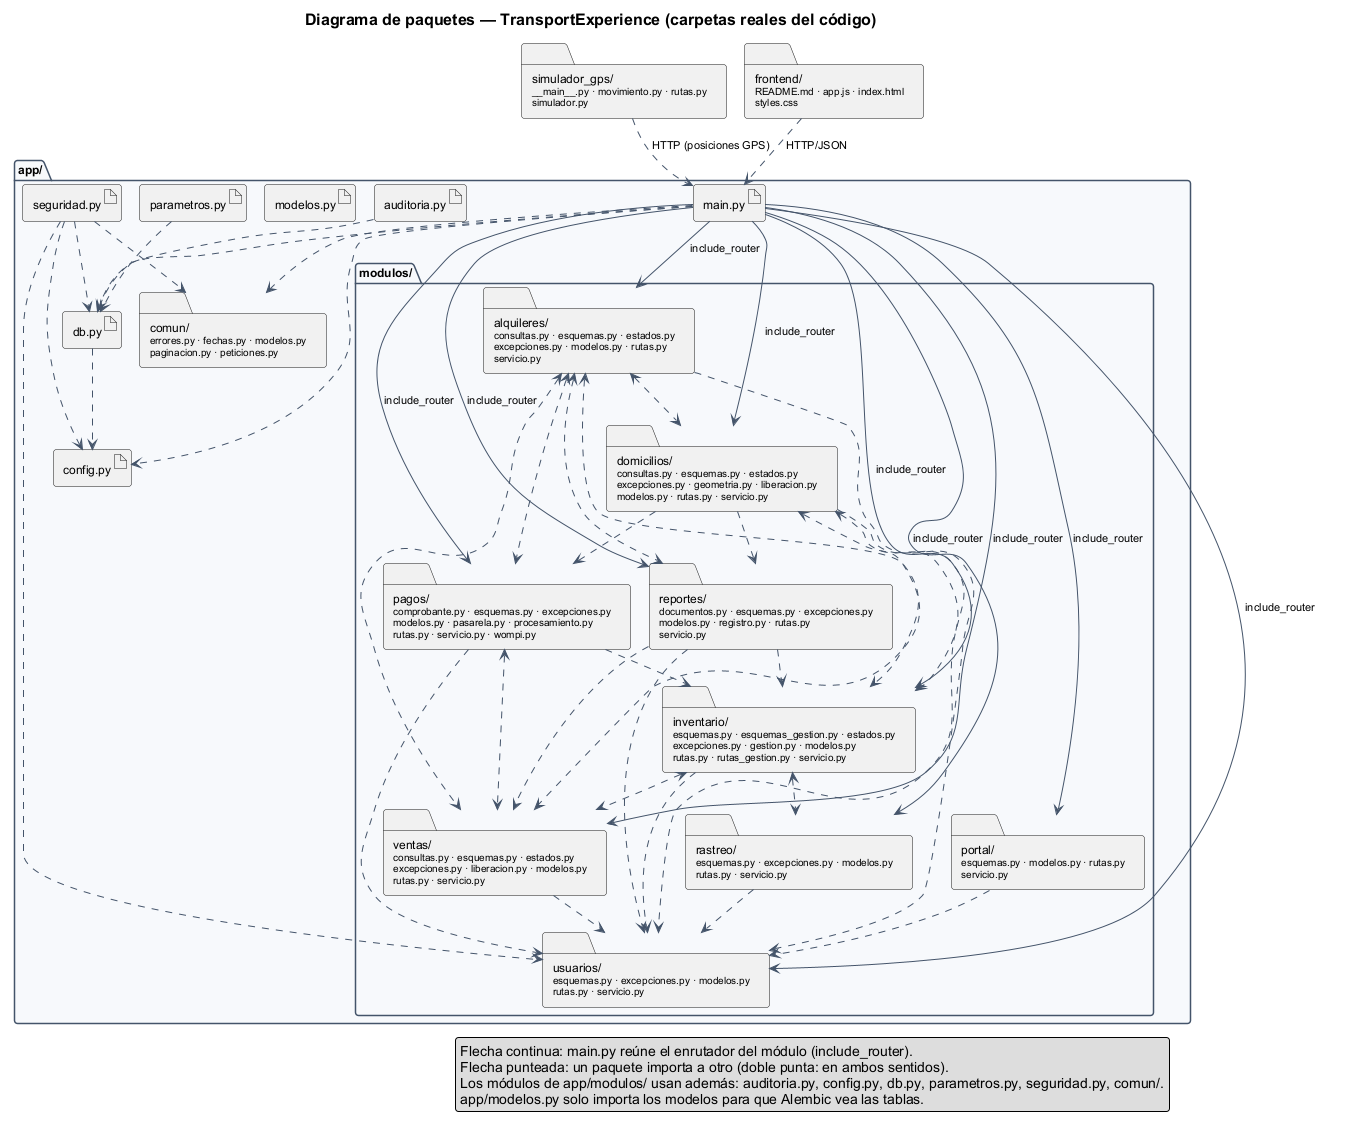 Diagrama de paquetes — TransportExperience (carpetas reales del código)
simulador_gps/
__main__.py · movimiento.py · rutas.py
simulador.py
frontend/
README.md · app.js · index.html
styles.css
HTTP (posiciones GPS)
HTTP/JSON
app/
seguridad.py
parametros.py
modelos.py
auditoria.py
main.py
include_router
modulos/
db.py
comun/
errores.py · fechas.py · modelos.py
paginacion.py · peticiones.py
alquileres/
consultas.py · esquemas.py · estados.py
excepciones.py · modelos.py · rutas.py
servicio.py
include_router
include_router
include_router
config.py
domicilios/
consultas.py · esquemas.py · estados.py
excepciones.py · geometria.py · liberacion.py
modelos.py · rutas.py · servicio.py
include_router
include_router
include_router
include_router
pagos/
comprobante.py · esquemas.py · excepciones.py
modelos.py · pasarela.py · procesamiento.py
rutas.py · servicio.py · wompi.py
reportes/
documentos.py · esquemas.py · excepciones.py
modelos.py · registro.py · rutas.py
servicio.py
include_router
inventario/
esquemas.py · esquemas_gestion.py · estados.py
excepciones.py · gestion.py · modelos.py
rutas.py · rutas_gestion.py · servicio.py
ventas/
consultas.py · esquemas.py · estados.py
excepciones.py · liberacion.py · modelos.py
rutas.py · servicio.py
rastreo/
esquemas.py · excepciones.py · modelos.py
rutas.py · servicio.py
portal/
esquemas.py · modelos.py · rutas.py
servicio.py
usuarios/
esquemas.py · excepciones.py · modelos.py
rutas.py · servicio.py
Flecha continua: main.py reúne el enrutador del módulo (include_router).
Flecha punteada: un paquete importa a otro (doble punta: en ambos sentidos).
Los módulos de app/modulos/ usan además: auditoria.py, config.py, db.py, parametros.py, seguridad.py, comun/.
app/modelos.py solo importa los modelos para que Alembic vea las tablas.